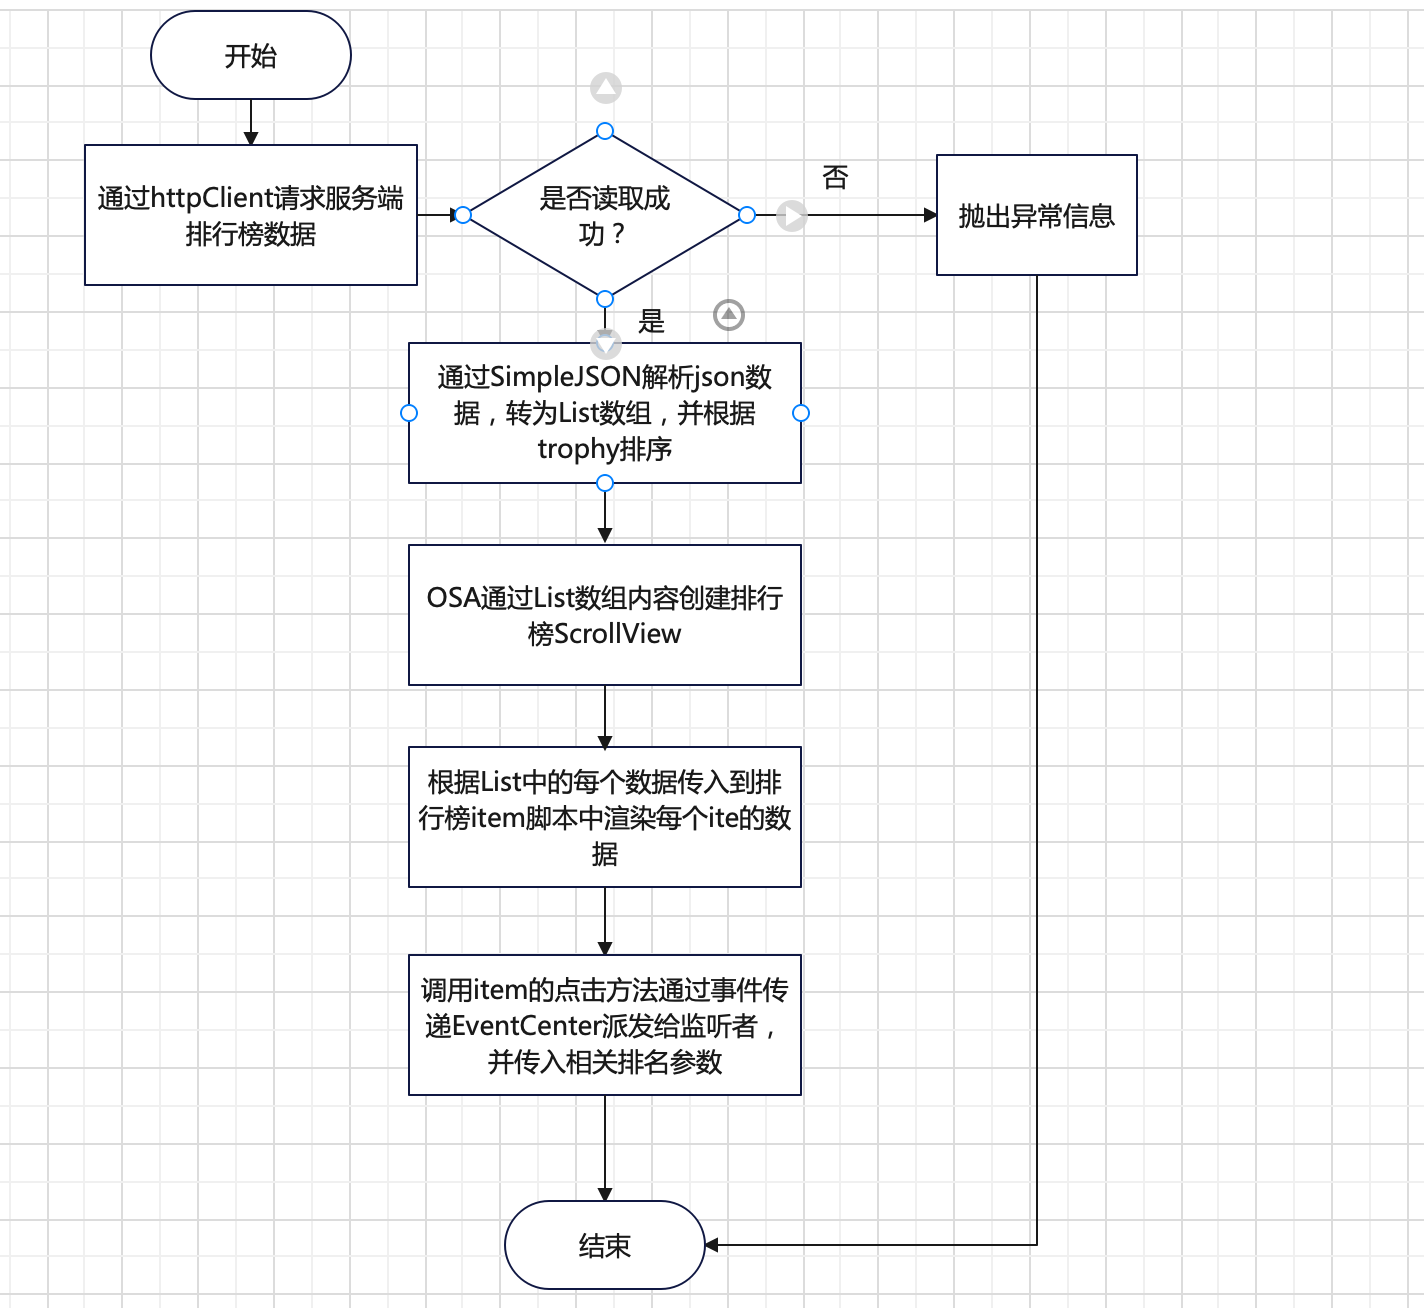 开始
通过httpClient请求服务端
排行榜数据
是否读取成
功？
否
抛出异常信息
是
通过SimpleJSON解析json数
据，转为List数组，并根据
trophy排序
OSA通过List数组内容创建排行
榜ScrollView
根据List中的每个数据传入到排
行榜item脚本中渲染每个ite的数
据
调用item的点击方法通过事件传
递EventCenter派发给监听者，
并传入相关排名参数
结束